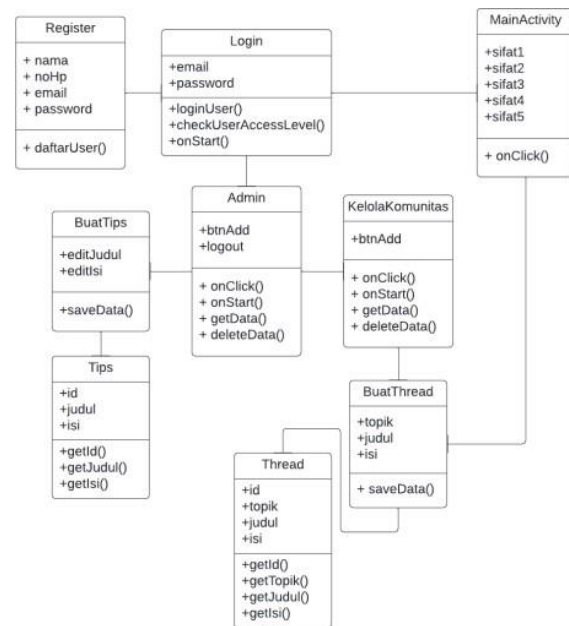 Register
+ nama
+ noHp
+ email
+ password
+ daftarUser()
Login
+email
+password
+loginUser()
+checkUserAccessLevel()
+onStart()
MainActivity
+sifat1
+sifat2
+sifat3
+sifat4
+sifat5
+ onClick()
BuatTips
+editJudul
+editIsi
+saveData()
Admin
+btnAdd
+logout
+ onClick()
+ onStart()
+ getData()
+ deleteData()
KelolaKomunitas
+btnAdd
+ onClick()
+ onStart()
+ getData()
+ deleteData()
Tips
+id
+judul
+isi
+getId()
+getJudul()
+getIsi()
BuatThread
+topik
+judul
+isi
+ saveData()
Thread
+id
+topik
+judul
+isi
+getId()
+getTopik()
+getJudul()
+getIsi()